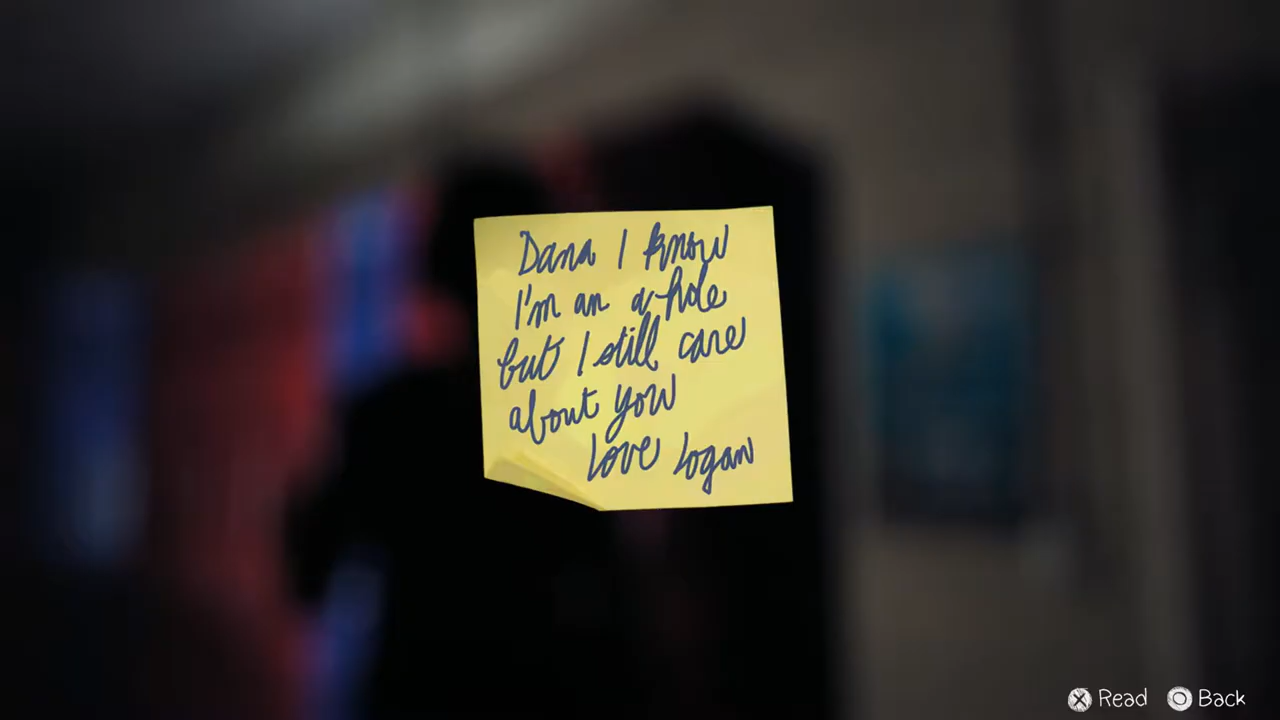 Dana I know
I'm an a-hole
but I still care
about you
Love Logan
Read Back